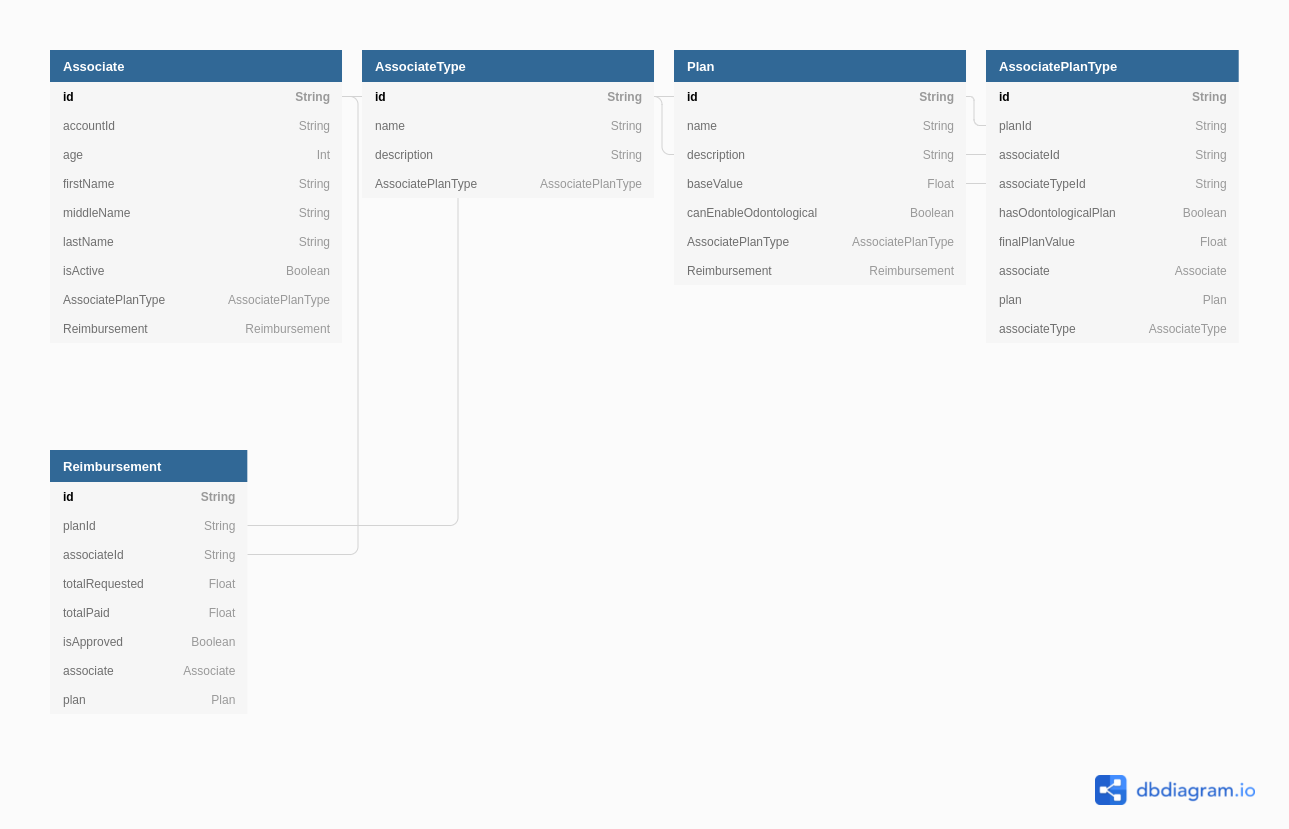 Associate
id String
accountId String
age Int
firstName String
middleName String
lastName String
isActive Boolean
AssociatePlanType AssociatePlanType
Reimbursement Reimbursement
AssociateType
id String
name String
description String
AssociatePlanType AssociatePlanType
Plan
id String
name String
description String
baseValue Float
canEnableOdontological Boolean
AssociatePlanType AssociatePlanType
Reimbursement Reimbursement
AssociatePlanType
id String
planId String
associateId String
associateTypeId String
hasOdontologicalPlan Boolean
finalPlanValue Float
associate Associate
plan Plan
associateType AssociateType
Reimbursement
id String
planId String
associateId String
totalRequested Float
totalPaid Float
isApproved Boolean
associate Associate
plan Plan
dbdiagram.io